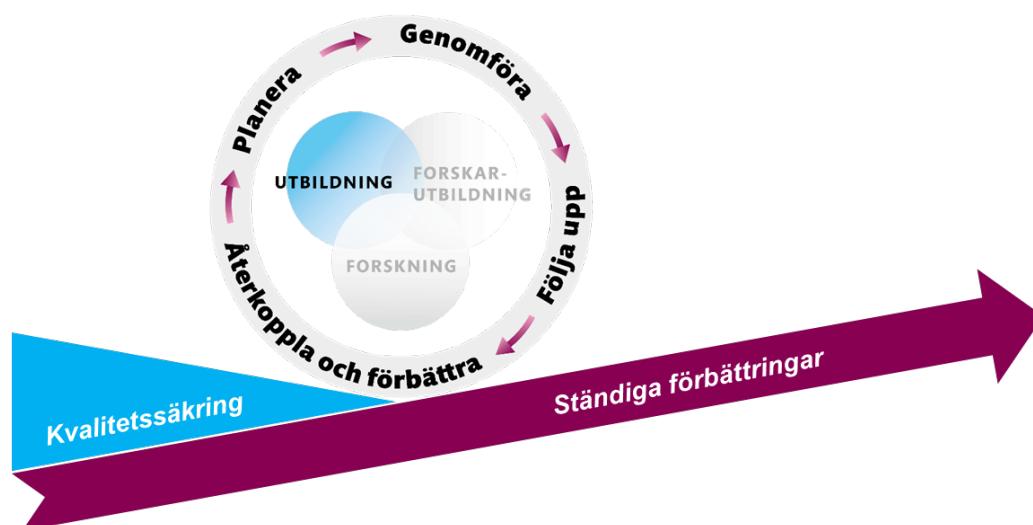 Planera
Genomföra
Följa upp
Återkoppla och förbättra
UTBILDNING
FORSKAR-
UTBILDNING
FORSKNING
Kvalitetssäkring
Ständiga förbättringar